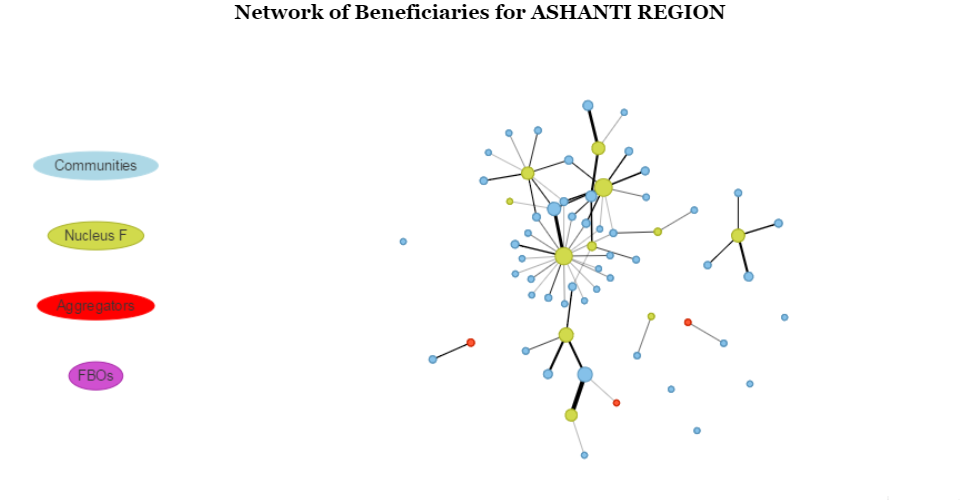 Network of Beneficiaries for ASHANTI REGION
Communities
Nucleus F
Aggregators
FBOs